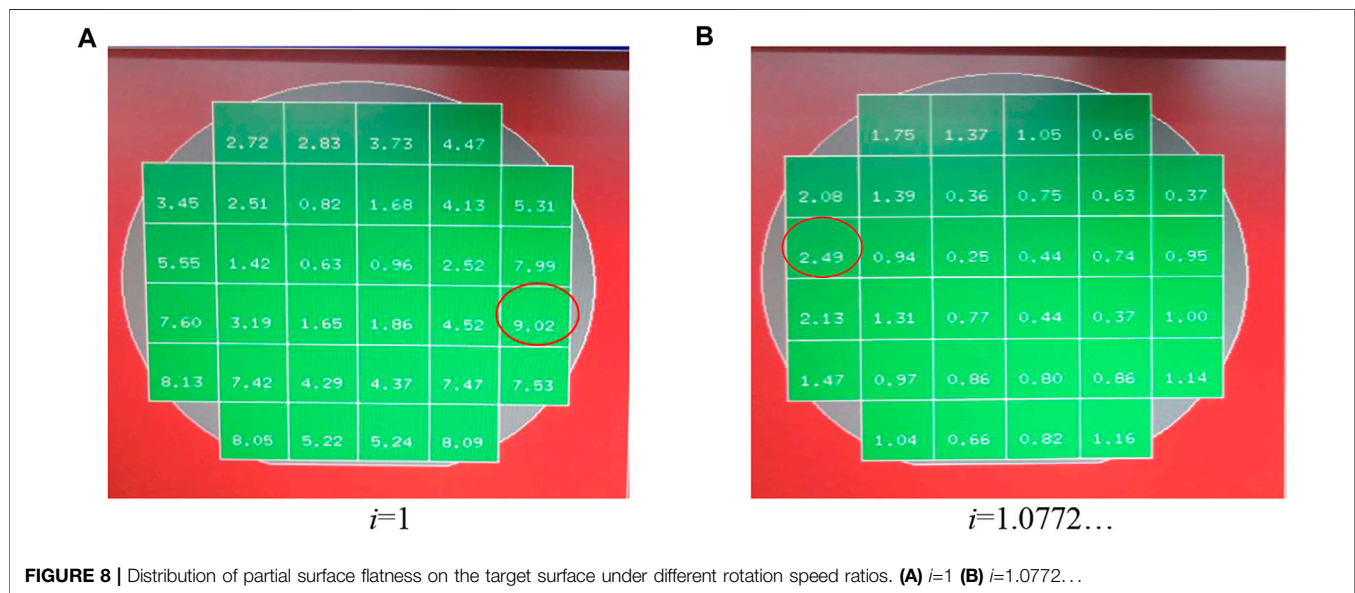 A
B
2.72 2.83 3.73 4.47
3.45 2.51 0.82 1.68 4.13 5.31
5.55 1.42 0.63 0.96 2.52 7.99
7.60 3.19 1.65 1.86 4.52 9.02
8.13 7.42 4.29 4.37 7.47 7.53
8.05 5.22 5.24 8.09
i=1
1.75 1.37 1.05 0.66
2.08 1.39 0.36 0.75 0.63 0.37
2.49 0.94 0.25 0.44 0.74 0.95
2.13 1.31 0.77 0.44 0.37 1.00
1.47 0.97 0.86 0.80 0.86 1.14
1.04 0.66 0.82 1.16
i=1.0772...
FIGURE 8 | Distribution of partial surface flatness on the target surface under different rotation speed ratios. (A) i=1 (B) i=1.0772...